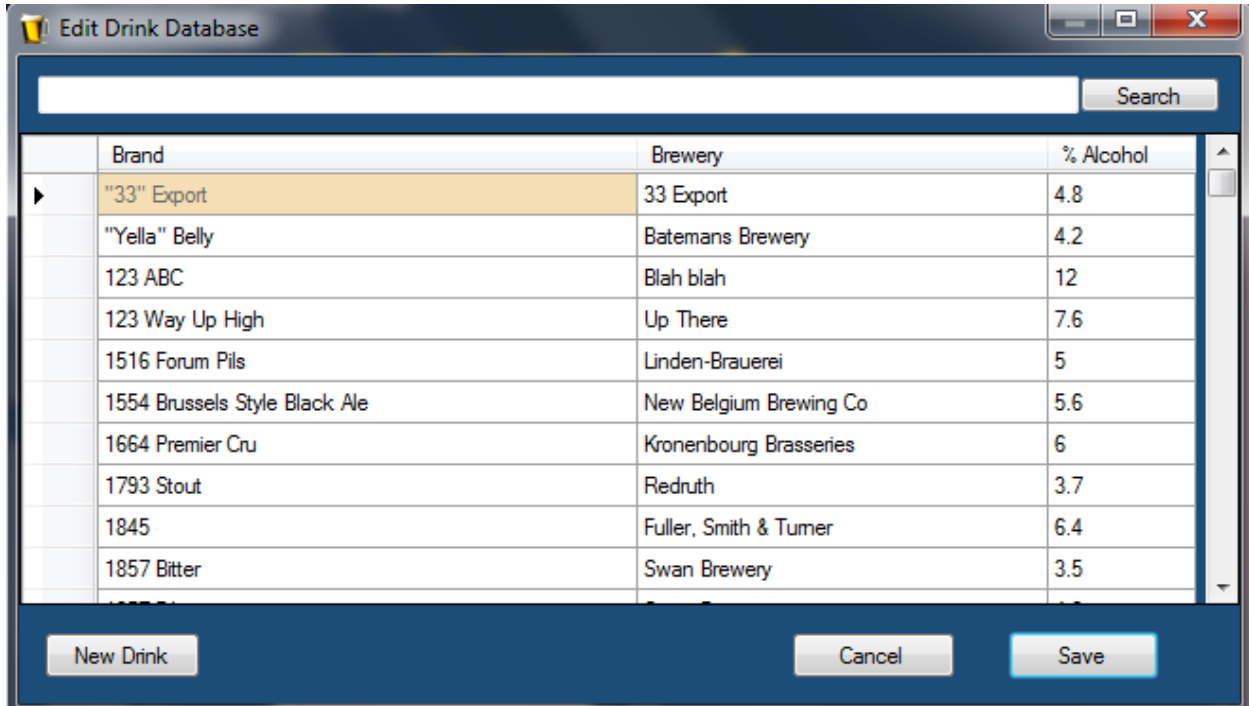 Edit Drink Database
Search
Brand Brewery % Alcohol
"33" Export 33 Export 4.8
"Yella" Belly Batemans Brewery 4.2
123 ABC Blah blah 12
123 Way Up High Up There 7.6
1516 Forum Pils Linden-Brauerei 5
1554 Brussels Style Black Ale New Belgium Brewing Co 5.6
1664 Premier Cru Kronenbourg Brasseries 6
1793 Stout Redruth 3.7
1845 Fuller, Smith & Turner 6.4
1857 Bitter Swan Brewery 3.5
New Drink Cancel Save